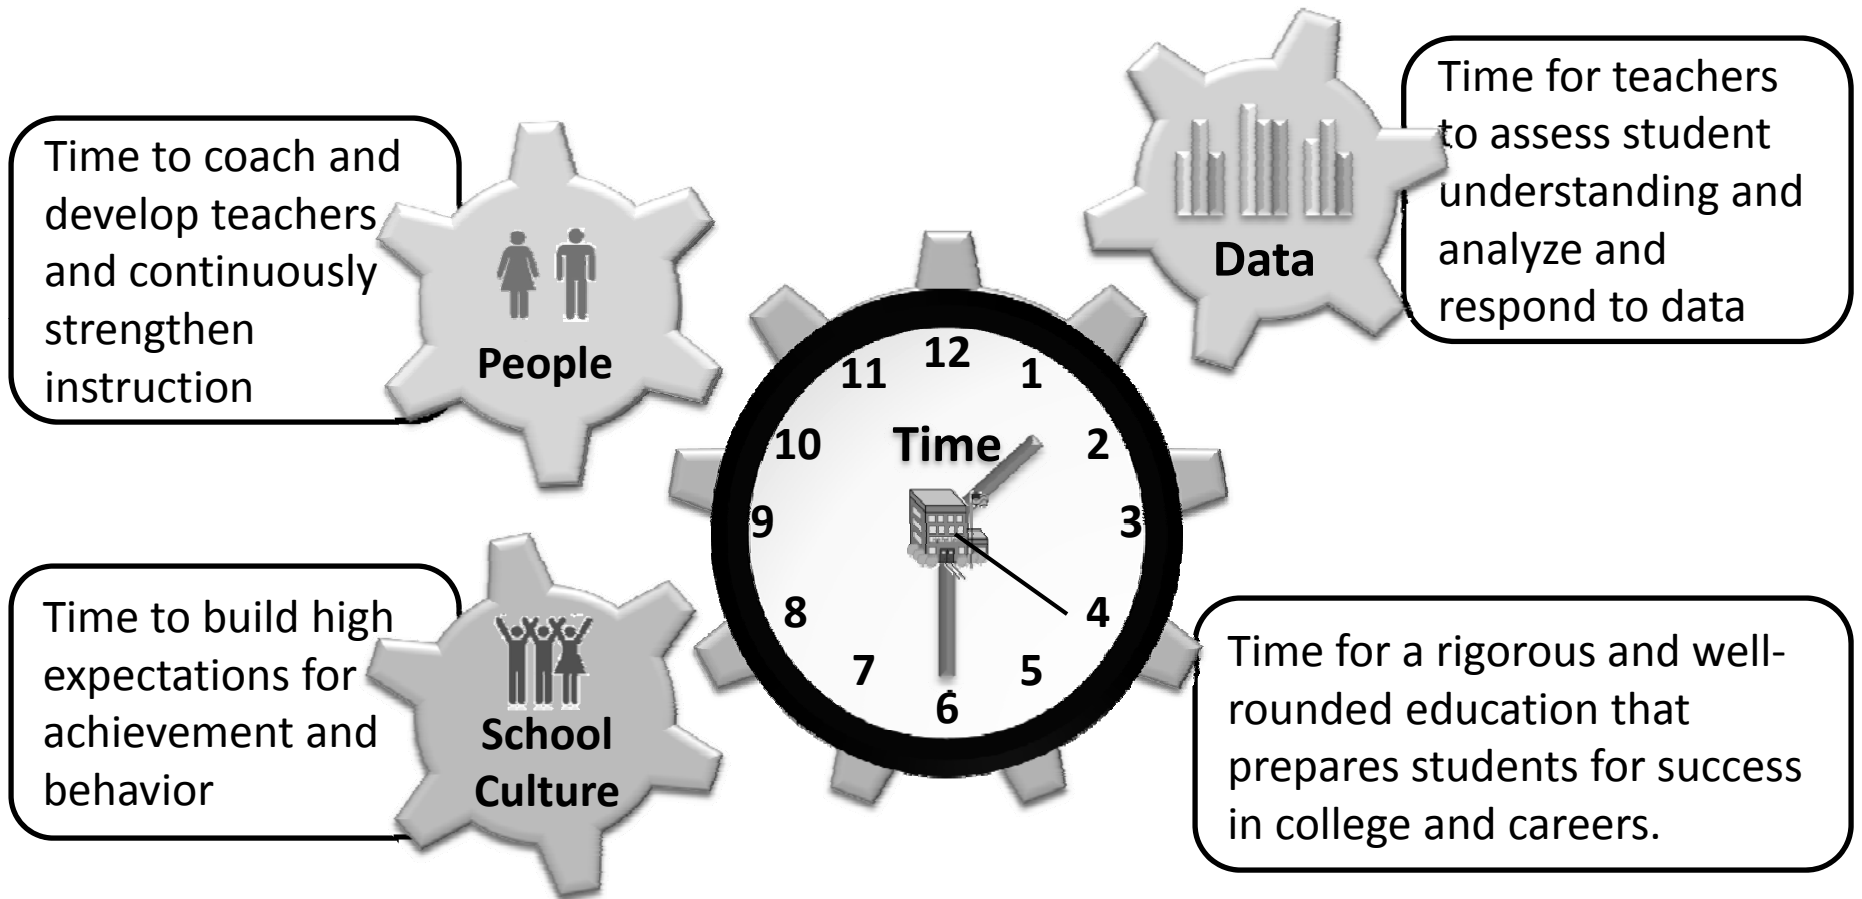 Time to coach and
develop teachers
and continuously
strengthen
instruction
People
Data
Time for teachers
to assess student
understanding and
analyze and
respond to data
12
11
1
Time
10
2
9
3
8
4
7
5
6
Time to build high
expectations for
achievement and
behavior
School
Culture
Time for a rigorous and well-
rounded education that
prepares students for success
in college and careers.